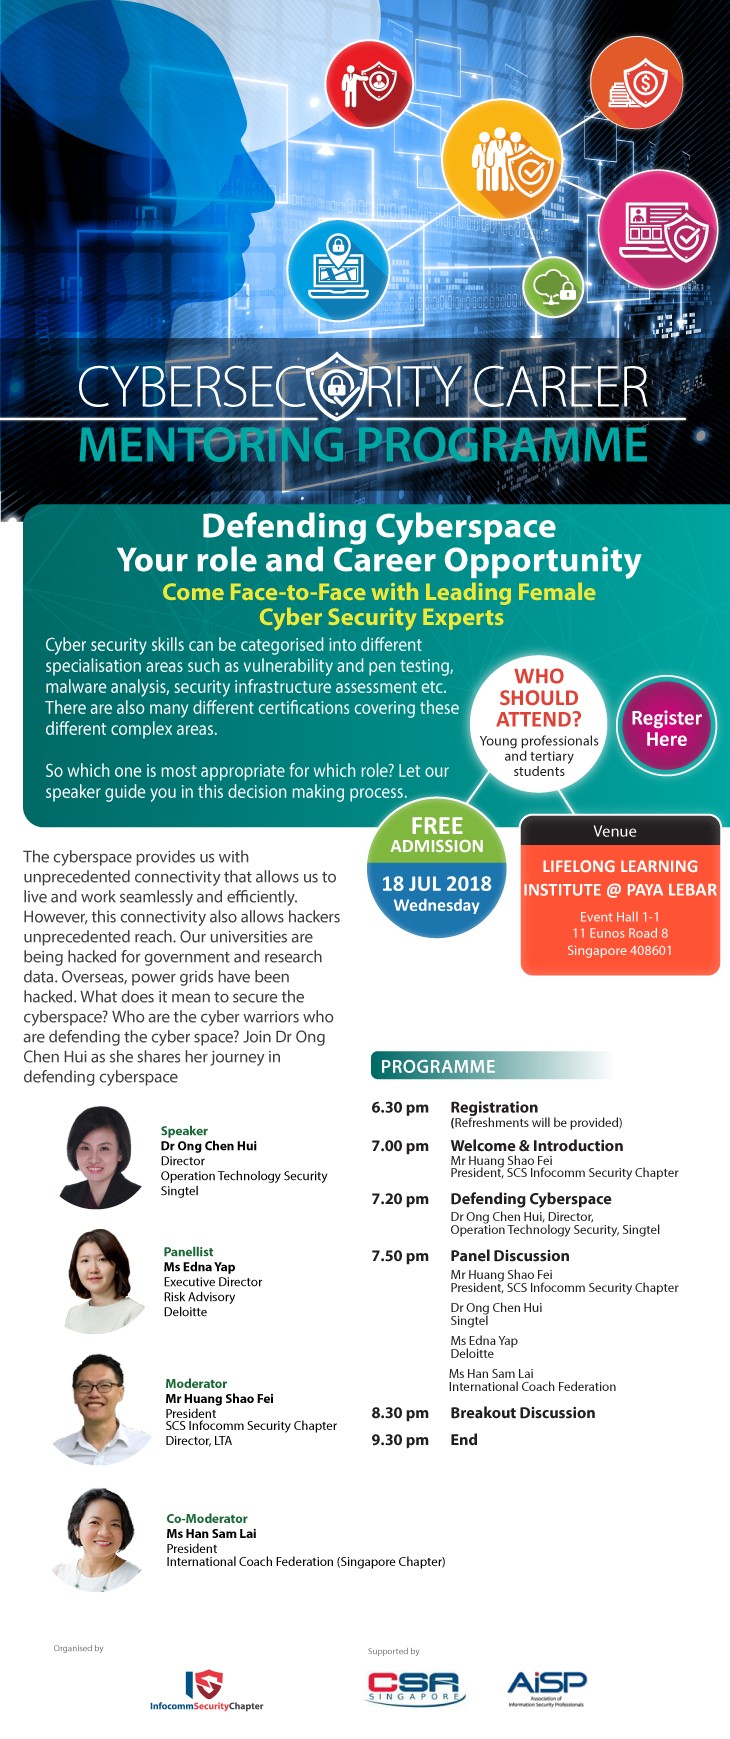 CYBERSECURITY CAREER
MENTORING PROGRAMME
Defending Cyberspace
Your role and Career Opportunity
Come Face-to-Face with Leading Female
Cyber Security Experts
Cyber security skills can be categorised into different
specialisation areas such as vulnerability and pen testing,
malware analysis, security infrastructure assessment etc.
There are also many different certifications covering these
different complex areas.
So which one is most appropriate for which role? Let our
speaker guide you in this decision making process.
WHO
SHOULD
ATTEND?
Young professionals
and tertiary
students
Register
Here
FREE
ADMISSION
18 JUL 2018
Wednesday
Venue
LIFELONG LEARNING
INSTITUTE @ PAYA LEBAR
Event Hall 1-1
11 Eunos Road 8
Singapore 408601
The cyberspace provides us with
unprecedented connectivity that allows us to
live and work seamlessly and efficiently.
However, this connectivity also allows hackers
unprecedented reach. Our universities are
being hacked for government and research
data. Overseas, power grids have been
hacked. What does it mean to secure the
cyberspace? Who are the cyber warriors who
are defending the cyber space? Join Dr Ong
Chen Hui as she shares her journey in
defending cyberspace
Speaker
Dr Ong Chen Hui
Director
Operation Technology Security
Singtel
Panellist
Ms Edna Yap
Executive Director
Risk Advisory
Deloitte
Moderator
Mr Huang Shao Fei
President
SCS Infocomm Security Chapter
Director, LTA
Co-Moderator
Ms Han Sam Lai
President
International Coach Federation (Singapore Chapter)
PROGRAMME
6.30 pm Registration
(Refreshments will be provided)
7.00 pm Welcome & Introduction
Mr Huang Shao Fei
President, SCS Infocomm Security Chapter
7.20 pm Defending Cyberspace
Dr Ong Chen Hui, Director,
Operation Technology Security, Singtel
7.50 pm Panel Discussion
Mr Huang Shao Fei
President, SCS Infocomm Security Chapter
Dr Ong Chen Hui
Singtel
Ms Edna Yap
Deloitte
Ms Han Sam Lai
International Coach Federation
8.30 pm Breakout Discussion
9.30 pm End
Organised by
InfocommSecurityChapter
Supported by
CSA
SINGAPORE
AiSP
Association of
Information Security Professionals